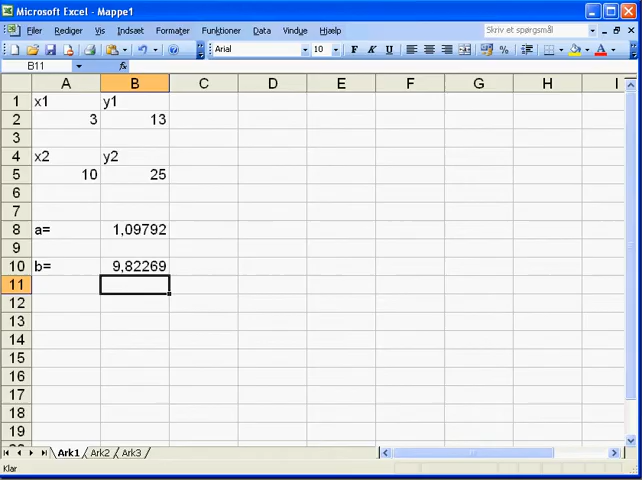 Microsoft Excel - Mappe1
Filer Rediger Vis Indsæt Formater Funktioner Data Vindue Hjælp Skriv et spørgsmål
Arial 10 F K U
B11 fx
A B C D E F G H I
1 x1 y1
2 3 13
3
4 x2 y2
5 10 25
6
7
8 a= 1,09792
9
10 b= 9,82269
11
12
13
14
15
16
17
18
19
Ark1 Ark2 Ark3
Klar